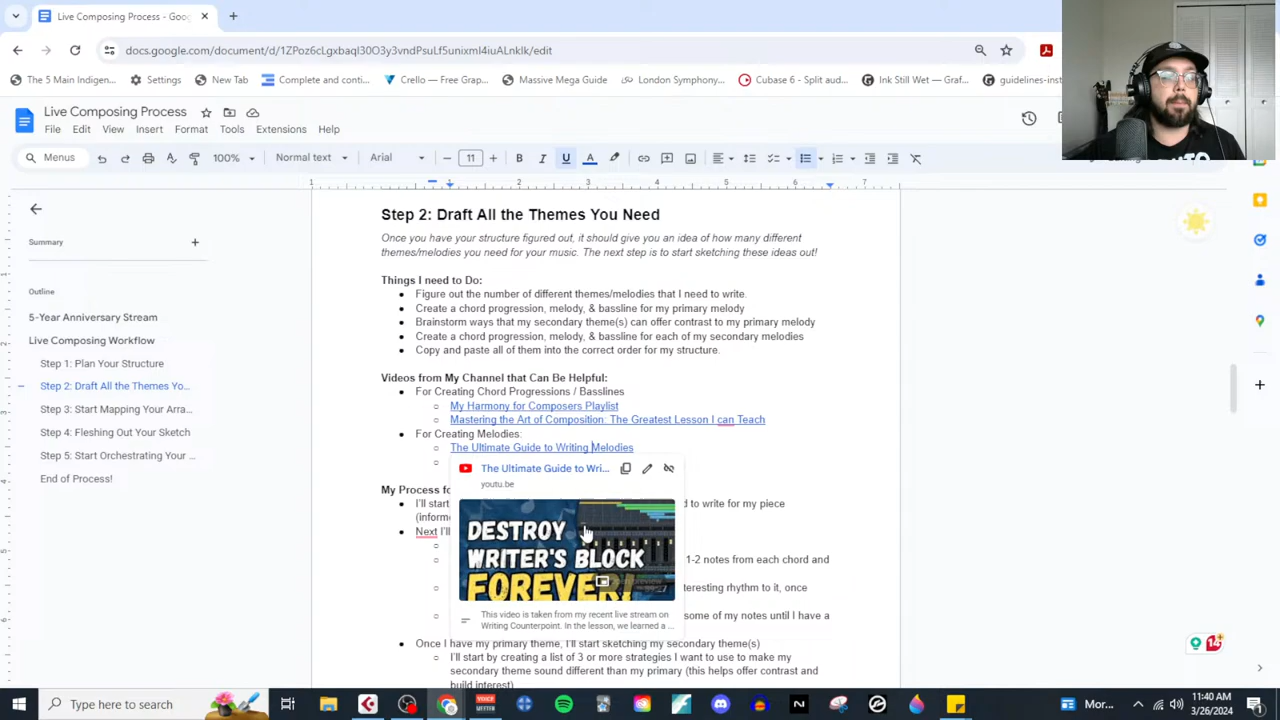 Live Composing Process - Goo
docs.google.com/document/d/1ZPoz6cLgxbaql30O3y3vndPsuLf5unixmI4iuALnkIk/edit
The 5 Main Indigen...
Settings
New Tab
Complete and conti...
Crello — Free Grap...
Massive Mega Guide
London Symphony...
Cubase 6 - Split aud...
Ink Still Wet — Graf...
guidelines-inst
Live Composing Process
File Edit View Insert Format Tools Extensions Help
Menus
100%
Normal text
Arial
11
1 1 2 3 4 5 6 7
Summary
Outline
5-Year Anniversary Stream
Live Composing Workflow
Step 1: Plan Your Structure
Step 2: Draft All the Themes Yo...
Step 3: Start Mapping Your Arra...
Step 4: Fleshing Out Your Sketch
Step 5: Start Orchestrating Your ...
End of Process!
Step 2: Draft All the Themes You Need
Once you have your structure figured out, it should give you an idea of how many different
themes/melodies you need for your music. The next step is to start sketching these ideas out!
Things I need to Do:
Figure out the number of different themes/melodies that I need to write.
Create a chord progression, melody, & bassline for my primary melody
Brainstorm ways that my secondary theme(s) can offer contrast to my primary melody
Create a chord progression, melody, & bassline for each of my secondary melodies
Copy and paste all of them into the correct order for my structure.
Videos from My Channel that Can Be Helpful:
For Creating Chord Progressions / Basslines
My Harmony for Composers Playlist
Mastering the Art of Composition: The Greatest Lesson I can Teach
For Creating Melodies:
The Ultimate Guide to Writing Melodies
The Ultimate Guide to Wri...
youtu.be
DESTROY
WRITER'S BLOCK
FOREVER!
This video is taken from my recent live stream on
Writing Counterpoint. In the lesson, we learned a ...
My Process fo
I'll start d to write for my piece
(inform
Next I'll
1-2 notes from each chord and
teresting rhythm to it, once
some of my notes until I have a
Once I have my primary theme, I'll start sketching my secondary theme(s)
I'll start by creating a list of 3 or more strategies I want to use to make my
secondary theme sound different than my primary (this helps offer contrast and
build interest)
Type here to search
Mor...
11:40 AM
3/26/2024